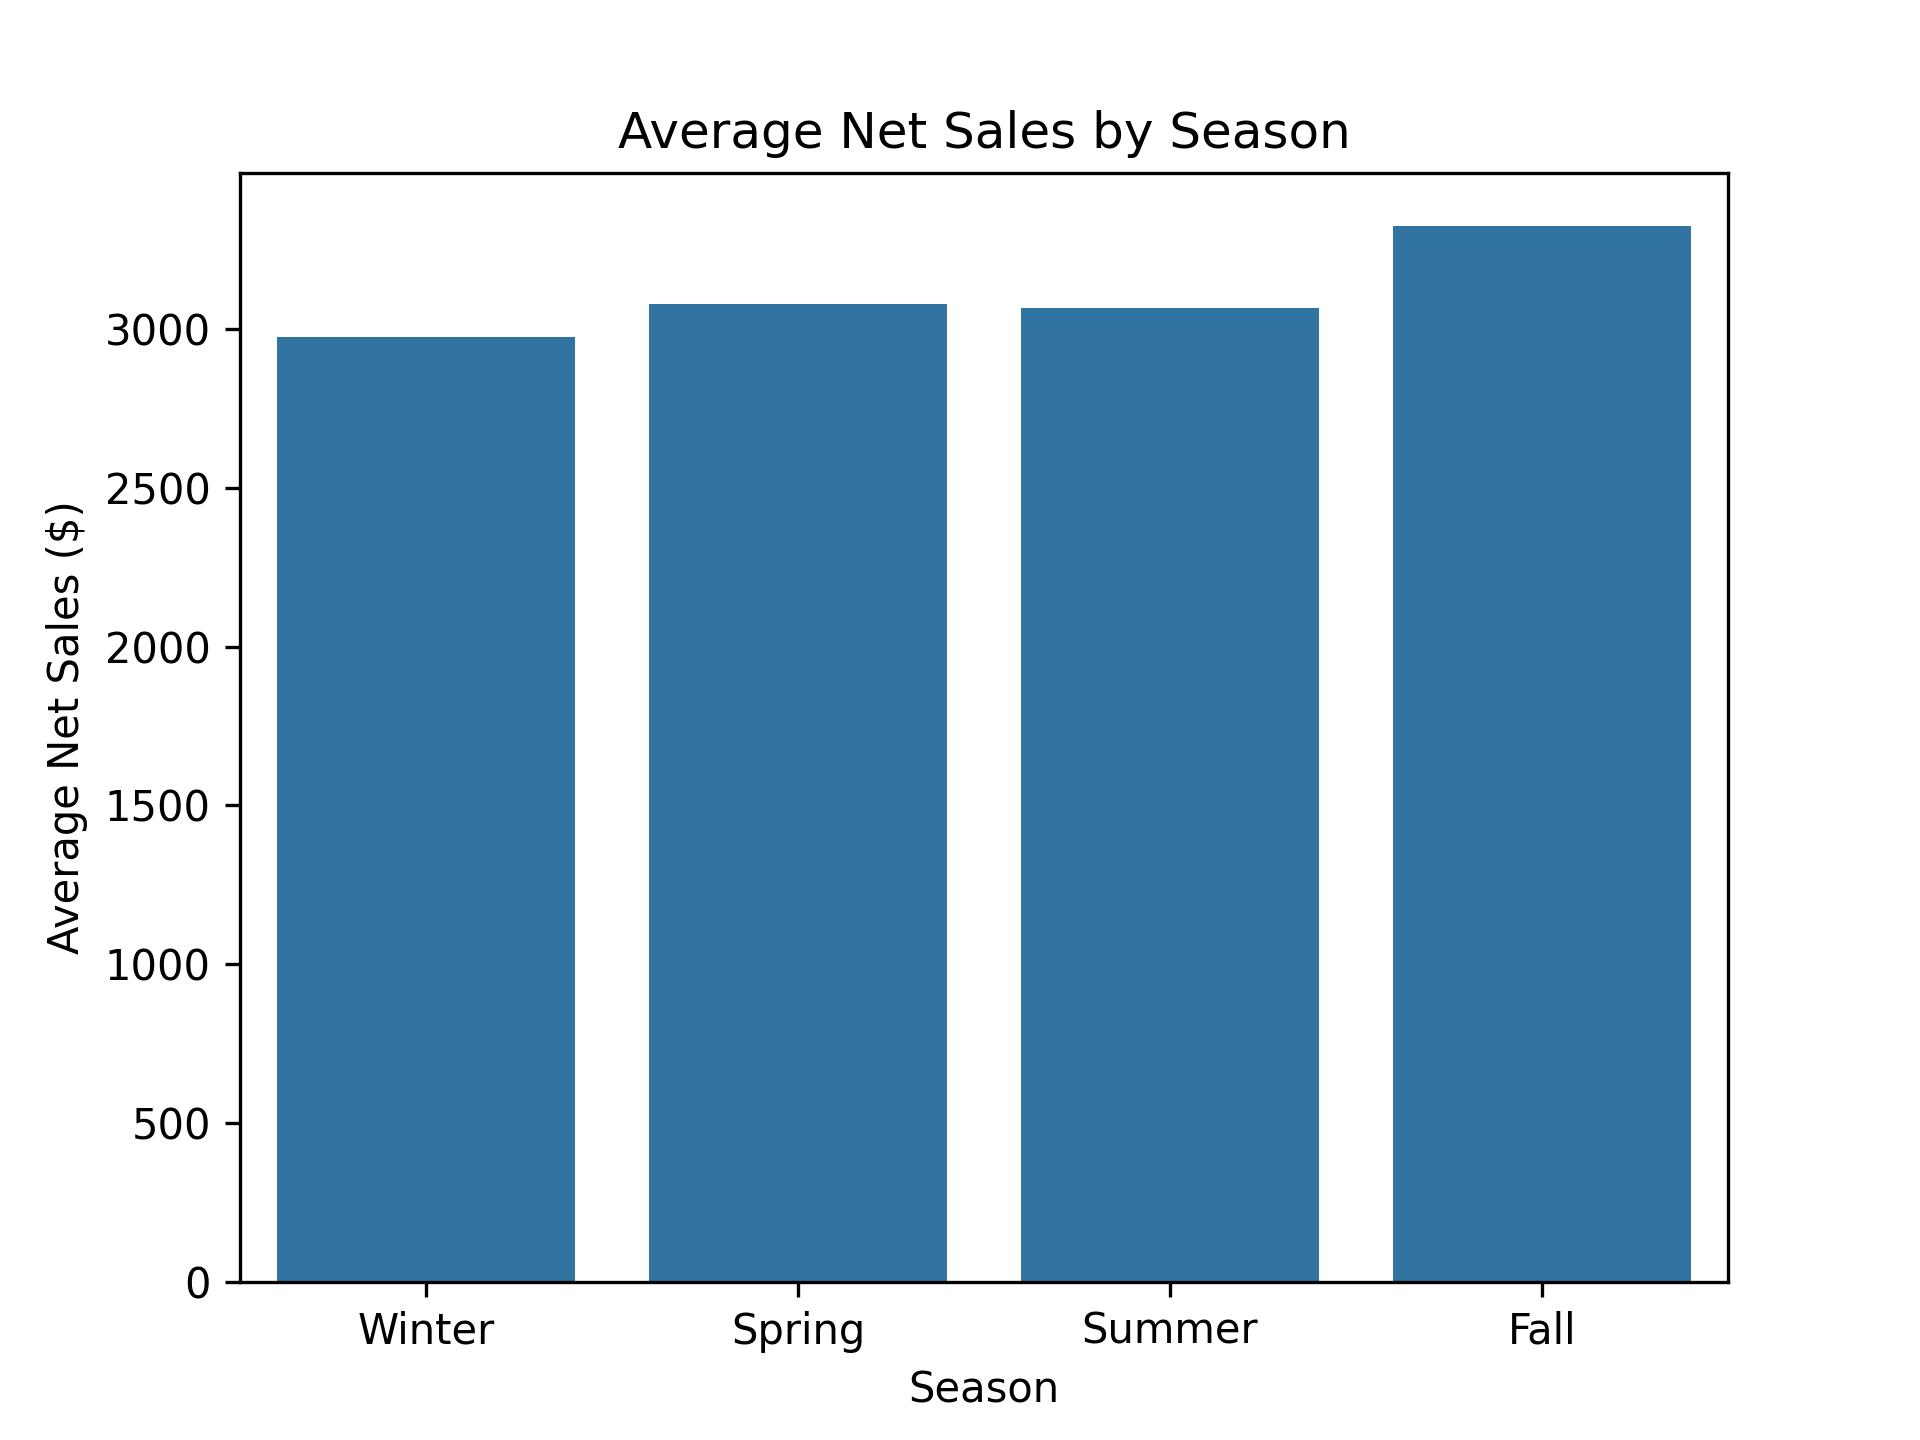 Average Net Sales by Season
Average Net Sales ($)
3000
2500
2000
1500
1000
500
0
Winter
Spring
Summer
Fall
Season